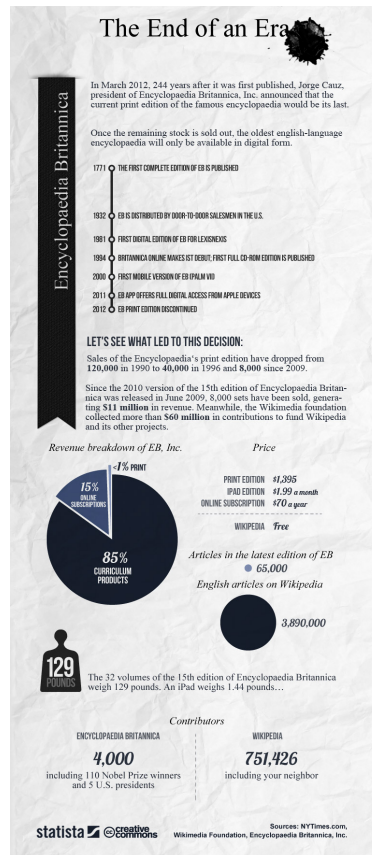 The End of an Era
Encyclopaedia Britannica
In March 2012, 244 years after it was first published, Jorge Cauz,
president of Encyclopaedia Britannica, Inc. announced that the
current print edition of the famous encyclopaedia would be its last.
Once the remaining stock is sold out, the oldest english-language
encyclopaedia will only be available in digital form.
1771 THE FIRST COMPLETE EDITION OF EB IS PUBLISHED
1932 EB IS DISTRIBUTED BY DOOR-TO-DOOR SALESMEN IN THE U.S.
1981 FIRST DIGITAL EDITION OF EB FOR LEXISNEXIS
1994 BRITANNICA ONLINE MAKES IST DEBUT; FIRST FULL CD-ROM EDITION IS PUBLISHED
2000 FIRST MOBILE VERSION OF EB (PALM VII)
2011 EB APP OFFERS FULL DIGITAL ACCESS FROM APPLE DEVICES
2012 EB PRINT EDITION DISCONTINUED
LET'S SEE WHAT LED TO THIS DECISION:
Sales of the Encyclopaedia's print edition have dropped from
120,000 in 1990 to 40,000 in 1996 and 8,000 since 2009.
Since the 2010 version of the 15th edition of Encyclopaedia Britan-
nica was released in June 2009, 8,000 sets have been sold, genera-
ting $11 million in revenue. Meanwhile, the Wikimedia foundation
collected more than $60 million in contributions to fund Wikipedia
and its other projects.
Revenue breakdown of EB, Inc.
<1% PRINT
15%
ONLINE
SUBSCRIPTIONS
85%
CURRICULUM
PRODUCTS
Price
PRINT EDITION $1,395
IPAD EDITION $1.99 a month
ONLINE SUBSCRIPTION $70 a year
WIKIPEDIA Free
Articles in the latest edition of EB
65,000
English articles on Wikipedia
3,890,000
129
POUNDS
The 32 volumes of the 15th edition of Encyclopaedia Britannica
weigh 129 pounds. An iPad weighs 1.44 pounds...
Contributors
ENCYCLOPAEDIA BRITANNICA
4,000
including 110 Nobel Prize winners
and 5 U.S. presidents
WIKIPEDIA
751,426
including your neighbor
statista
cc creative
commons
Sources: NYTimes.com,
Wikimedia Foundation, Encyclopaedia Britannica, Inc.